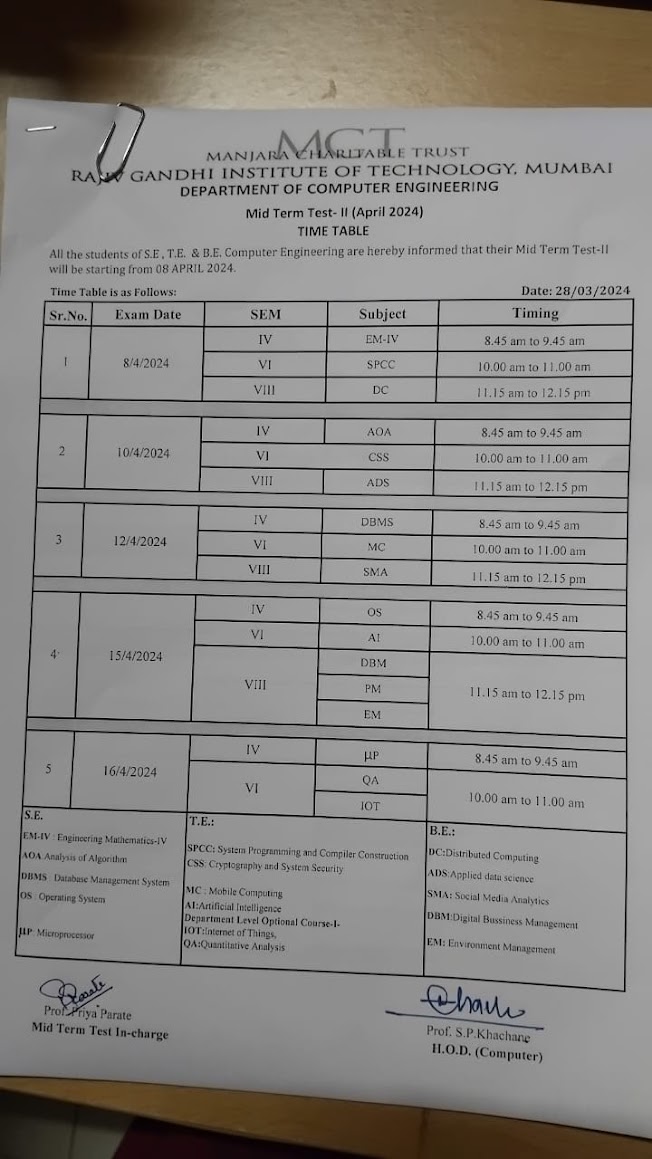 MCT
MANJARA CHARITABLE TRUST
RAJIV GANDHI INSTITUTE OF TECHNOLOGY, MUMBAI
DEPARTMENT OF COMPUTER ENGINEERING
Mid Term Test- II (April 2024)
TIME TABLE
All the students of S.E , T.E. & B.E. Computer Engineering are hereby informed that their Mid Term Test-II
will be starting from 08 APRIL 2024.
Time Table is as Follows: Date: 28/03/2024
Sr.No. Exam Date SEM Subject Timing
1 8/4/2024 IV EM-IV 8.45 am to 9.45 am
VI SPCC 10.00 am to 11.00 am
VIII DC 11.15 am to 12.15 pm
2 10/4/2024 IV AOA 8.45 am to 9.45 am
VI CSS 10.00 am to 11.00 am
VIII ADS 11.15 am to 12.15 pm
3 12/4/2024 IV DBMS 8.45 am to 9.45 am
VI MC 10.00 am to 11.00 am
VIII SMA 11.15 am to 12.15 pm
4 15/4/2024 IV OS 8.45 am to 9.45 am
VI AI 10.00 am to 11.00 am
VIII DBM 11.15 am to 12.15 pm
PM
EM
5 16/4/2024 IV µP 8.45 am to 9.45 am
VI QA 10.00 am to 11.00 am
IOT
S.E.
EM-IV : Engineering Mathematics-IV
AOA Analysis of Algorithm
DBMS : Database Management System
OS : Operating System
µP: Microprocessor
T.E.:
SPCC: System Programming and Compiler Construction
CSS: Cryptography and System Security
MC : Mobile Computing
AI:Artificial Intelligence
Department Level Optional Course-I-
IOT:Internet of Things,
QA:Quantitative Analysis
B.E.:
DC:Distributed Computing
ADS:Applied data science
SMA: Social Media Analytics
DBM:Digital Bussiness Management
EM: Environment Management
Prof. Priya Parate
Mid Term Test In-charge
Prof. S.P.Khachane
H.O.D. (Computer)